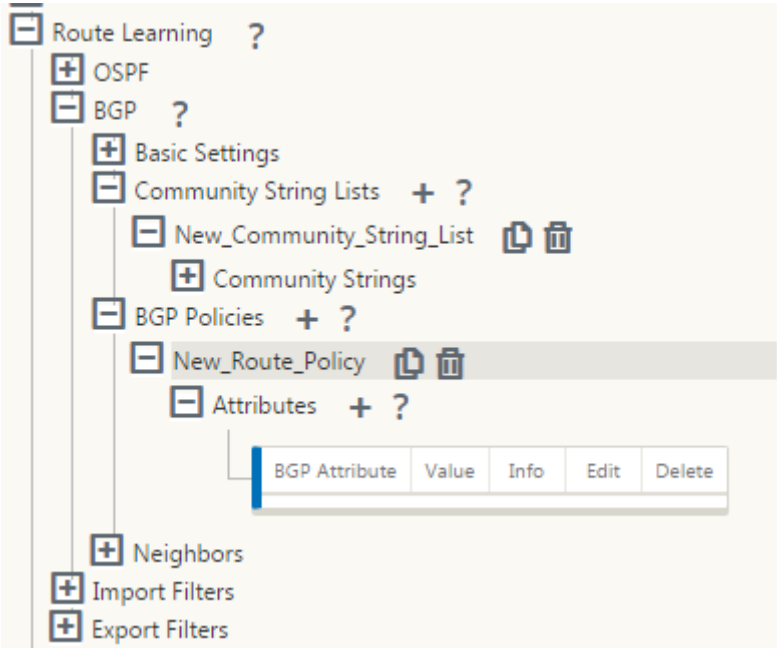 Route Learning ?
OSPF
BGP ?
Basic Settings
Community String Lists + ?
New_Community_String_List
Community Strings
BGP Policies + ?
New_Route_Policy
Attributes + ?
BGP Attribute Value Info Edit Delete
Neighbors
Import Filters
Export Filters